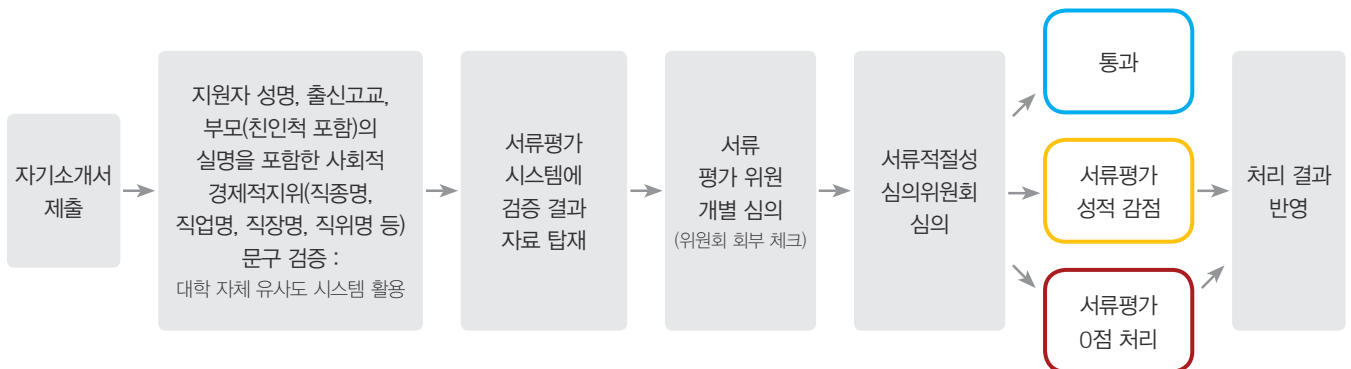 자기소개서
제출
지원자 성명, 출신고교,
부모(친인척 포함)의
실명을 포함한 사회적
경제적지위(직종명,
직업명, 직장명, 직위명 등)
문구 검증 :
대학 자체 유사도 시스템 활용
서류평가
시스템에
검증 결과
자료 탑재
서류
평가 위원
개별 심의
(위원회 회부 체크)
서류적절성
심의위원회
심의
통과
서류평가
성적 감점
서류평가
0점 처리
처리 결과
반영